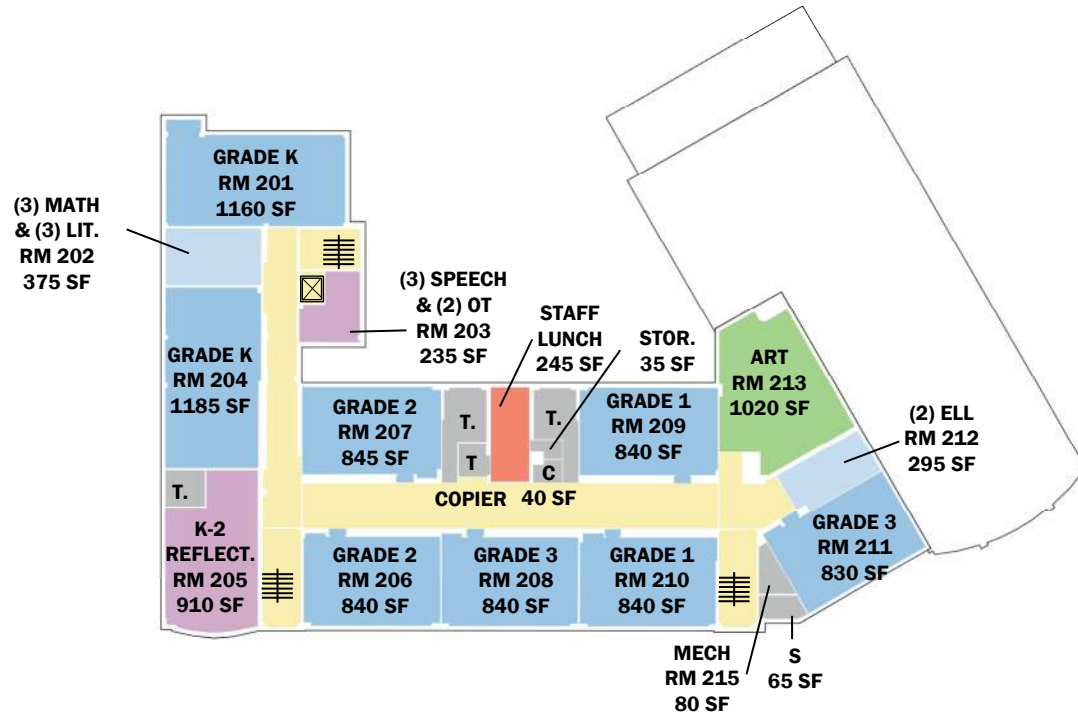 GRADE K
RM 201
1160 SF
(3) MATH
& (3) LIT.
RM 202
375 SF
(3) SPEECH
& (2) OT
RM 203
235 SF
STAFF
LUNCH
245 SF
STOR.
35 SF
GRADE K
RM 204
1185 SF
ART
RM 213
1020 SF
GRADE 2
RM 207
845 SF
T.
T
T.
C
GRADE 1
RM 209
840 SF
(2) ELL
RM 212
295 SF
COPIER 40 SF
T.
K-2
REFLECT.
RM 205
910 SF
GRADE 2
RM 206
840 SF
GRADE 3
RM 208
840 SF
GRADE 1
RM 210
840 SF
GRADE 3
RM 211
830 SF
MECH
RM 215
80 SF
S
65 SF